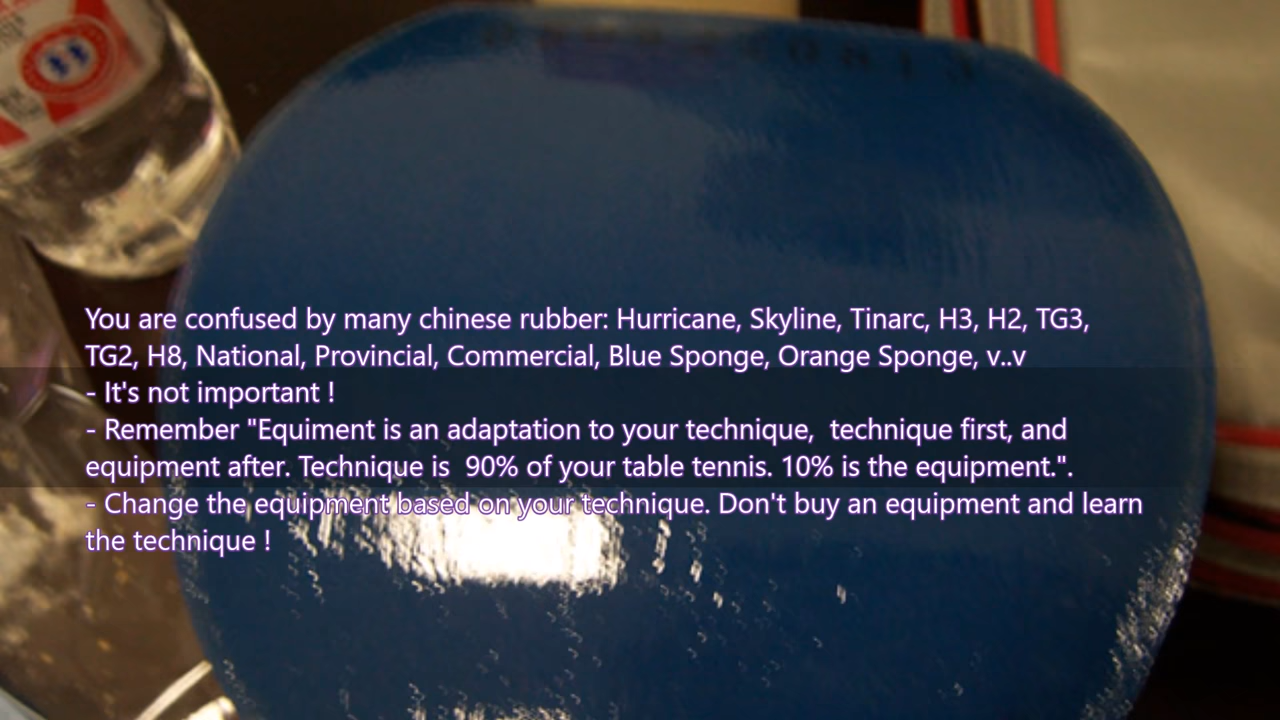 You are confused by many chinese rubber: Hurricane, Skyline, Tinarc, H3, H2, TG3,
TG2, H8, National, Provincial, Commercial, Blue Sponge, Orange Sponge, v..v
- It's not important !
- Remember "Equiment is an adaptation to your technique,  technique first, and
equipment after. Technique is  90% of your table tennis. 10% is the equipment.".
- Change the equipment based on your technique. Don't buy an equipment and learn
the technique !